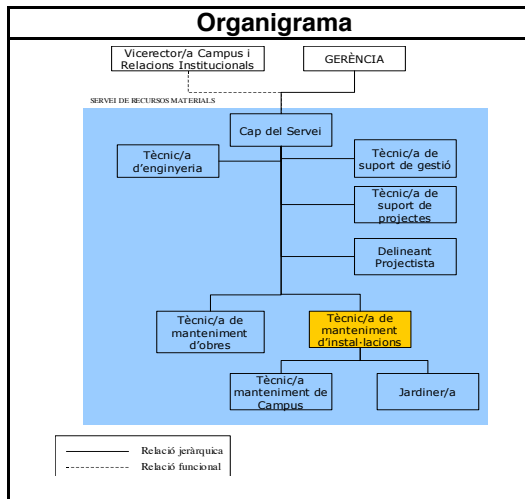 Organigrama
Vicerector/a Campus i
Relacions Institucionals
GERÈNCIA
SERVEI DE RECURSOS MATERIALS
Cap del Servei
Tècnic/a
d'enginyeria
Tècnic/a de
suport de gestió
Tècnic/a de
suport de
projectes
Delineant
Projectista
Tècnic/a de
manteniment
d'obres
Tècnic/a de
manteniment
d'instal·lacions
Tècnic/a
manteniment de
Campus
Jardiner/a
Relació jeràrquica
Relació funcional